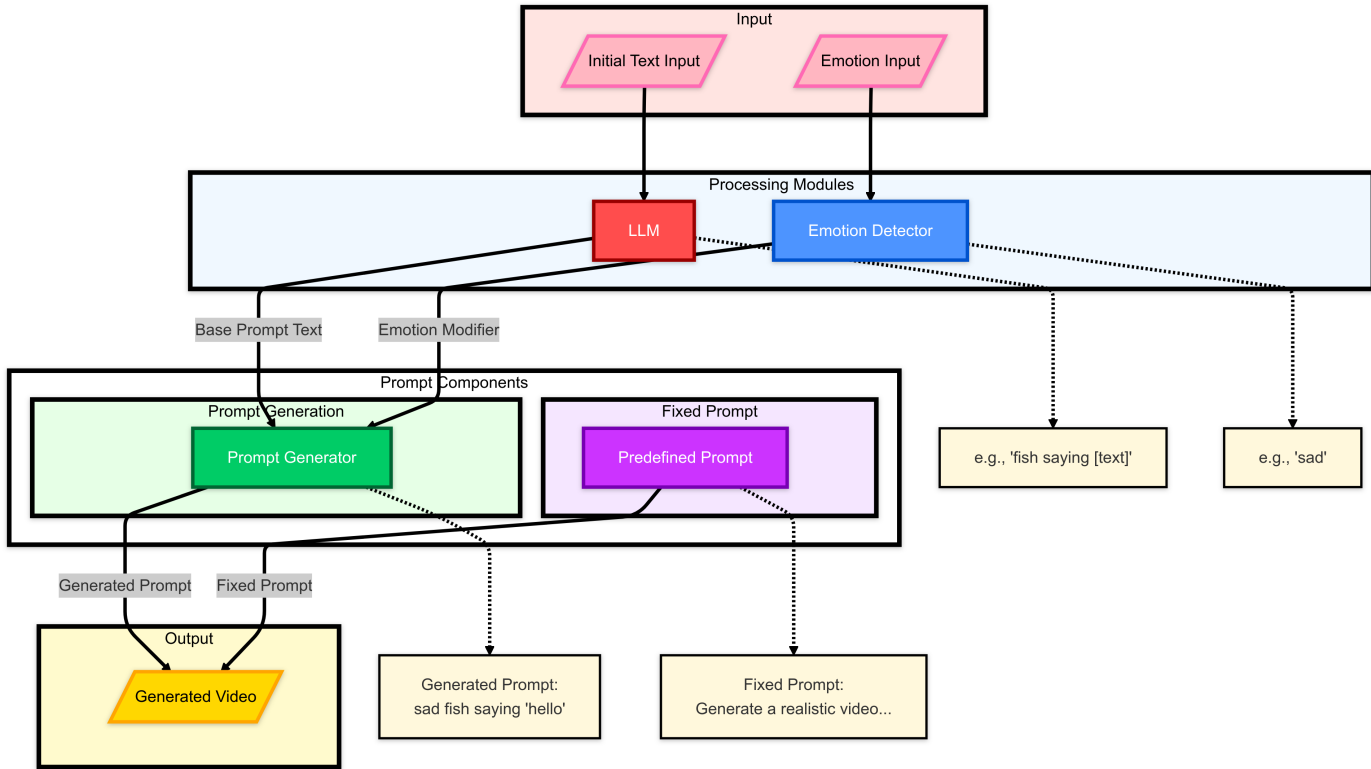 Input
Initial Text Input
Emotion Input
Processing Modules
LLM
Emotion Detector
Base Prompt Text
Emotion Modifier
Prompt Components
Prompt Generation
Fixed Prompt
Prompt Generator
Predefined Prompt
e.g., 'fish saying [text]'
e.g., 'sad'
Generated Prompt
Fixed Prompt
Output
Generated Video
Generated Prompt:
sad fish saying 'hello'
Fixed Prompt:
Generate a realistic video...